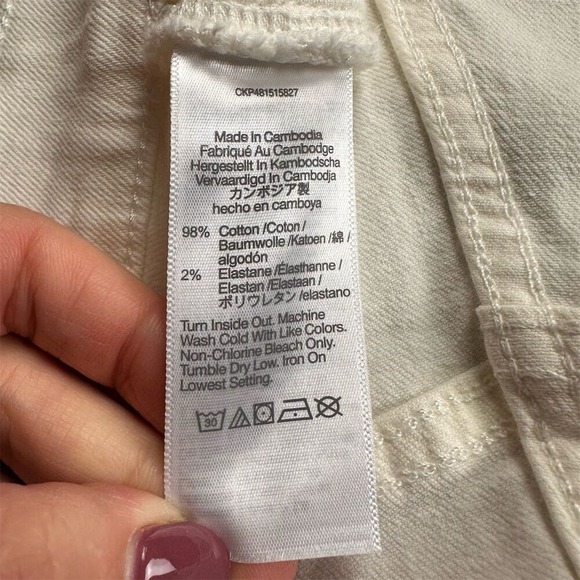 CKP481515827
Made In Cambodia
Fabriqué Au Cambodge
Hergestellt In Kambodscha
Vervaardigd In Cambodja
カンボジア製
hecho en camboya
98% Cotton /Coton/
Baumwolle /Katoen /綿 /
algodón
2% Elastane /Élasthanne/
Elastan /Elastaan/
ポリウレタン /elastano
Turn Inside Out. Machine
Wash Cold With Like Colors.
Non-Chlorine Bleach Only.
Tumble Dry Low. Iron On
Lowest Setting.
30